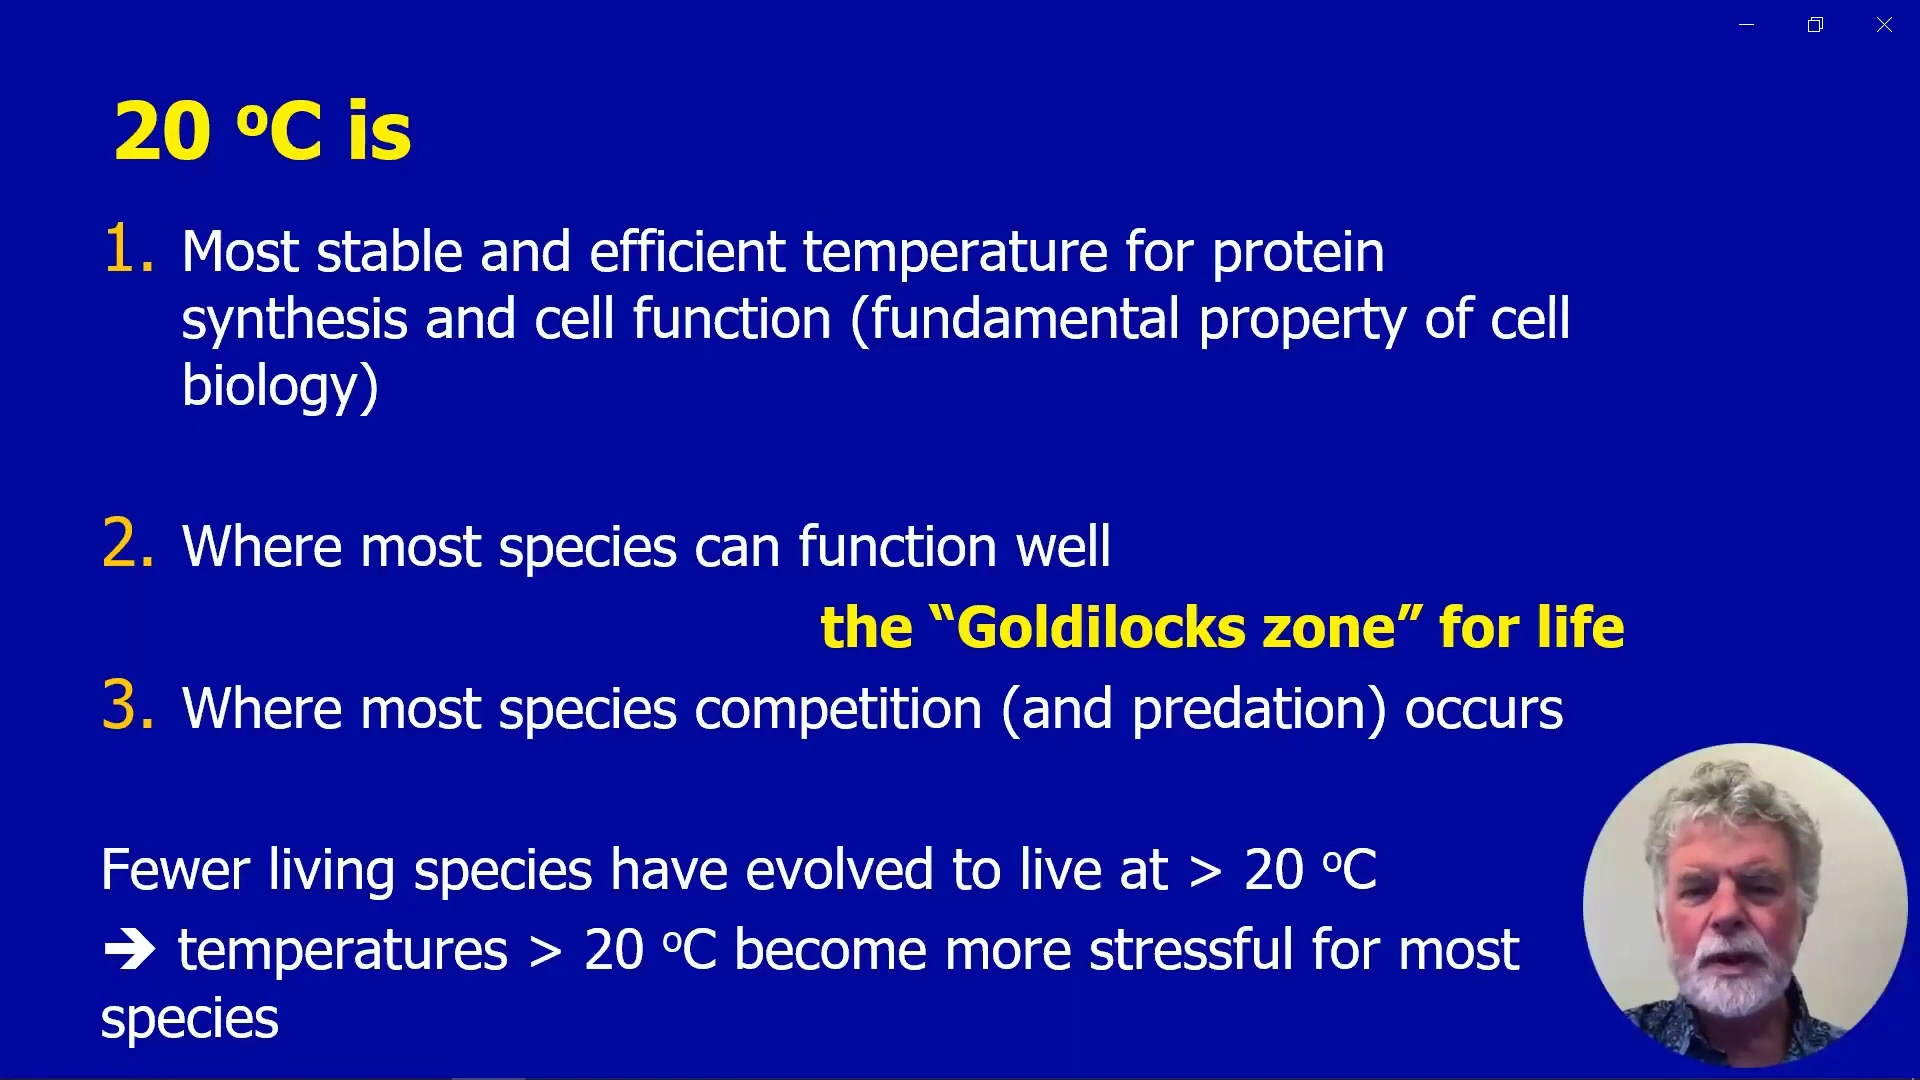 20 ºC is
1. Most stable and efficient temperature for protein
synthesis and cell function (fundamental property of cell
biology)
2. Where most species can function well
the “Goldilocks zone” for life
3. Where most species competition (and predation) occurs
Fewer living species have evolved to live at > 20 ºC
➔ temperatures > 20 ºC become more stressful for most
species